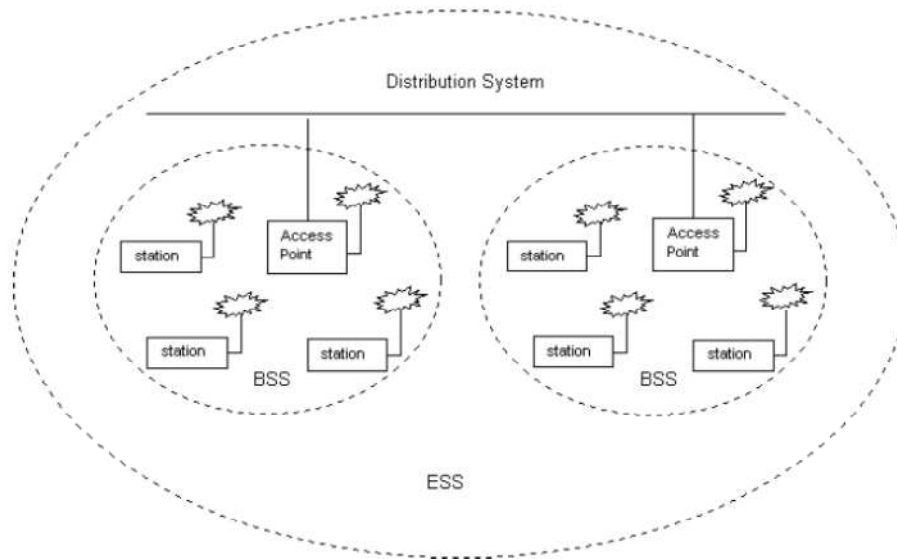 Distribution System
Access
Point
station
station
station
BSS
Access
Point
station
station
station
BSS
ESS